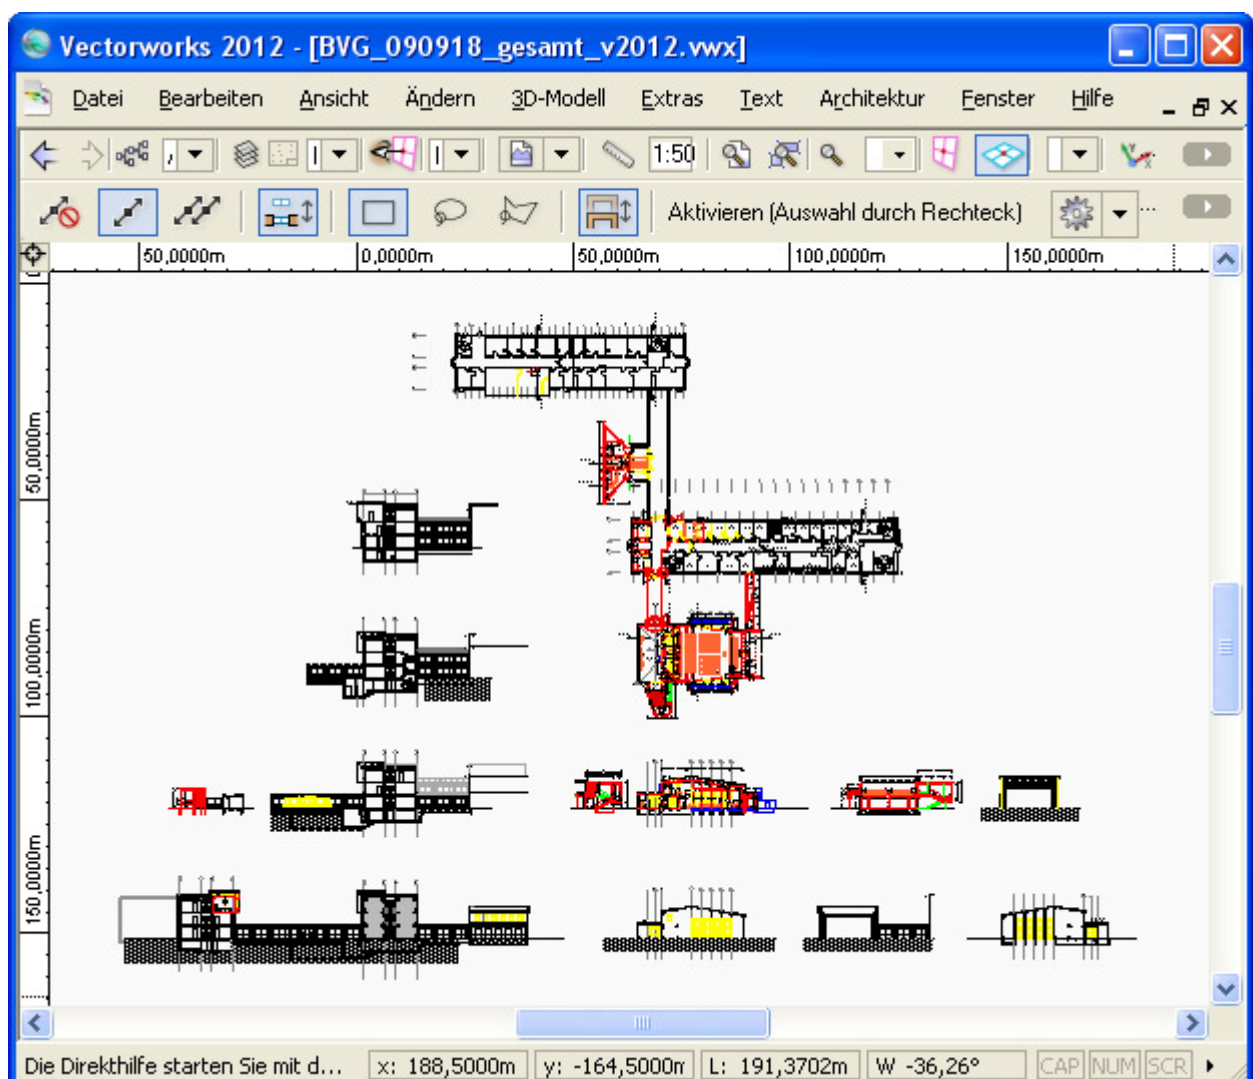 Vectorworks 2012 - [BVG_090918_gesamt_v2012.vwx]
Datei Bearbeiten Ansicht Ändern 3D-Modell Extras Text Architektur Fenster Hilfe
1:50
Aktivieren (Auswahl durch Rechteck)
50,0000m 0,0000m 50,0000m 100,0000m 150,0000m
50,0000m
100,0000m
150,0000m
Die Direkthilfe starten Sie mit d... x: 188,5000m y: -164,5000m L: 191,3702m W -36,26° CAP NUM SCR